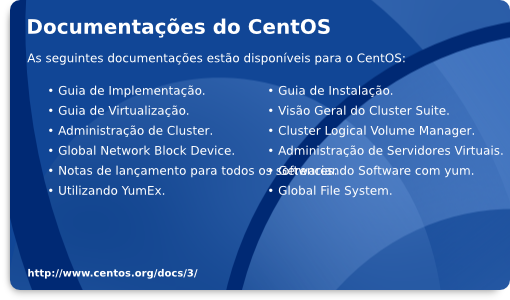 Documentações do CentOS
As seguintes documentações estão disponíveis para o CentOS:
• Guia de Implementação.
• Guia de Virtualização.
• Administração de Cluster.
• Global Network Block Device.
• Notas de lançamento para todos os softwares.
• Utilizando YumEx.
• Guia de Instalação.
• Visão Geral do Cluster Suite.
• Cluster Logical Volume Manager.
• Administração de Servidores Virtuais.
• Gerenciando Software com yum.
• Global File System.
http://www.centos.org/docs/3/